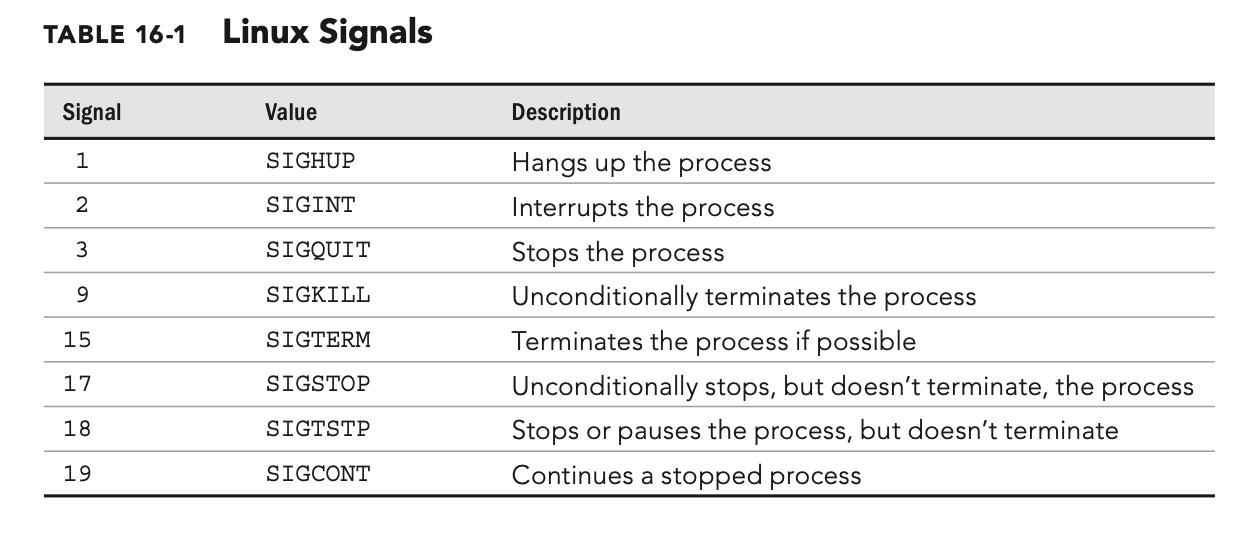 TABLE 16-1 Linux Signals
Signal Value Description
1 SIGHUP Hangs up the process
2 SIGINT Interrupts the process
3 SIGQUIT Stops the process
9 SIGKILL Unconditionally terminates the process
15 SIGTERM Terminates the process if possible
17 SIGSTOP Unconditionally stops, but doesn’t terminate, the process
18 SIGTSTP Stops or pauses the process, but doesn’t terminate
19 SIGCONT Continues a stopped process